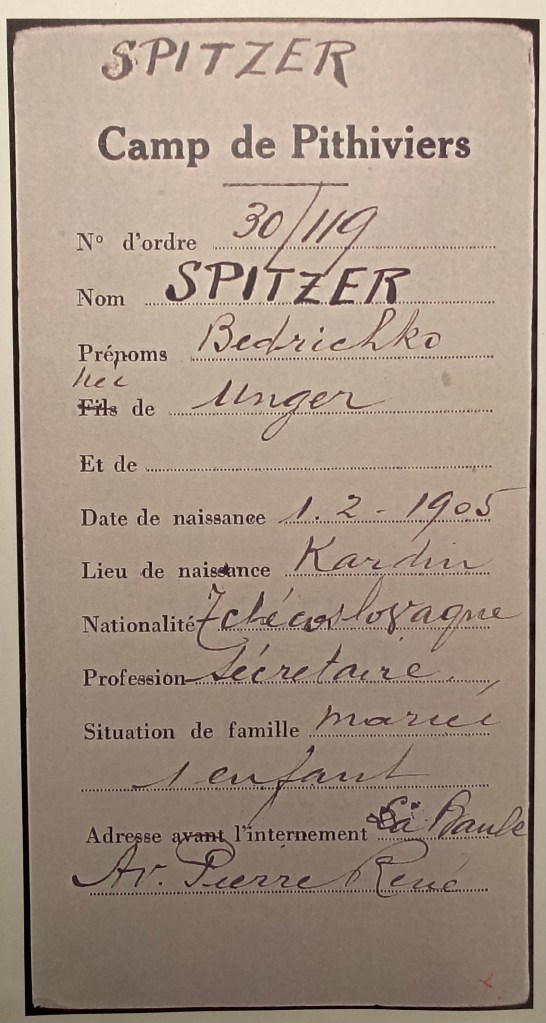 SPITZER
Camp de Pithiviers
N° d'ordre 30/119
Nom SPITZER
Prénoms Bedrichko
née
Fils de Unger
Et de
Date de naissance 1.2-1905
Lieu de naissance Kardin
Nationalité Tchécoslovaque
Profession Sécretaire
Situation de famille mariée
1 enfant
Adresse avant l'internement La Baule
Av. Pierre René